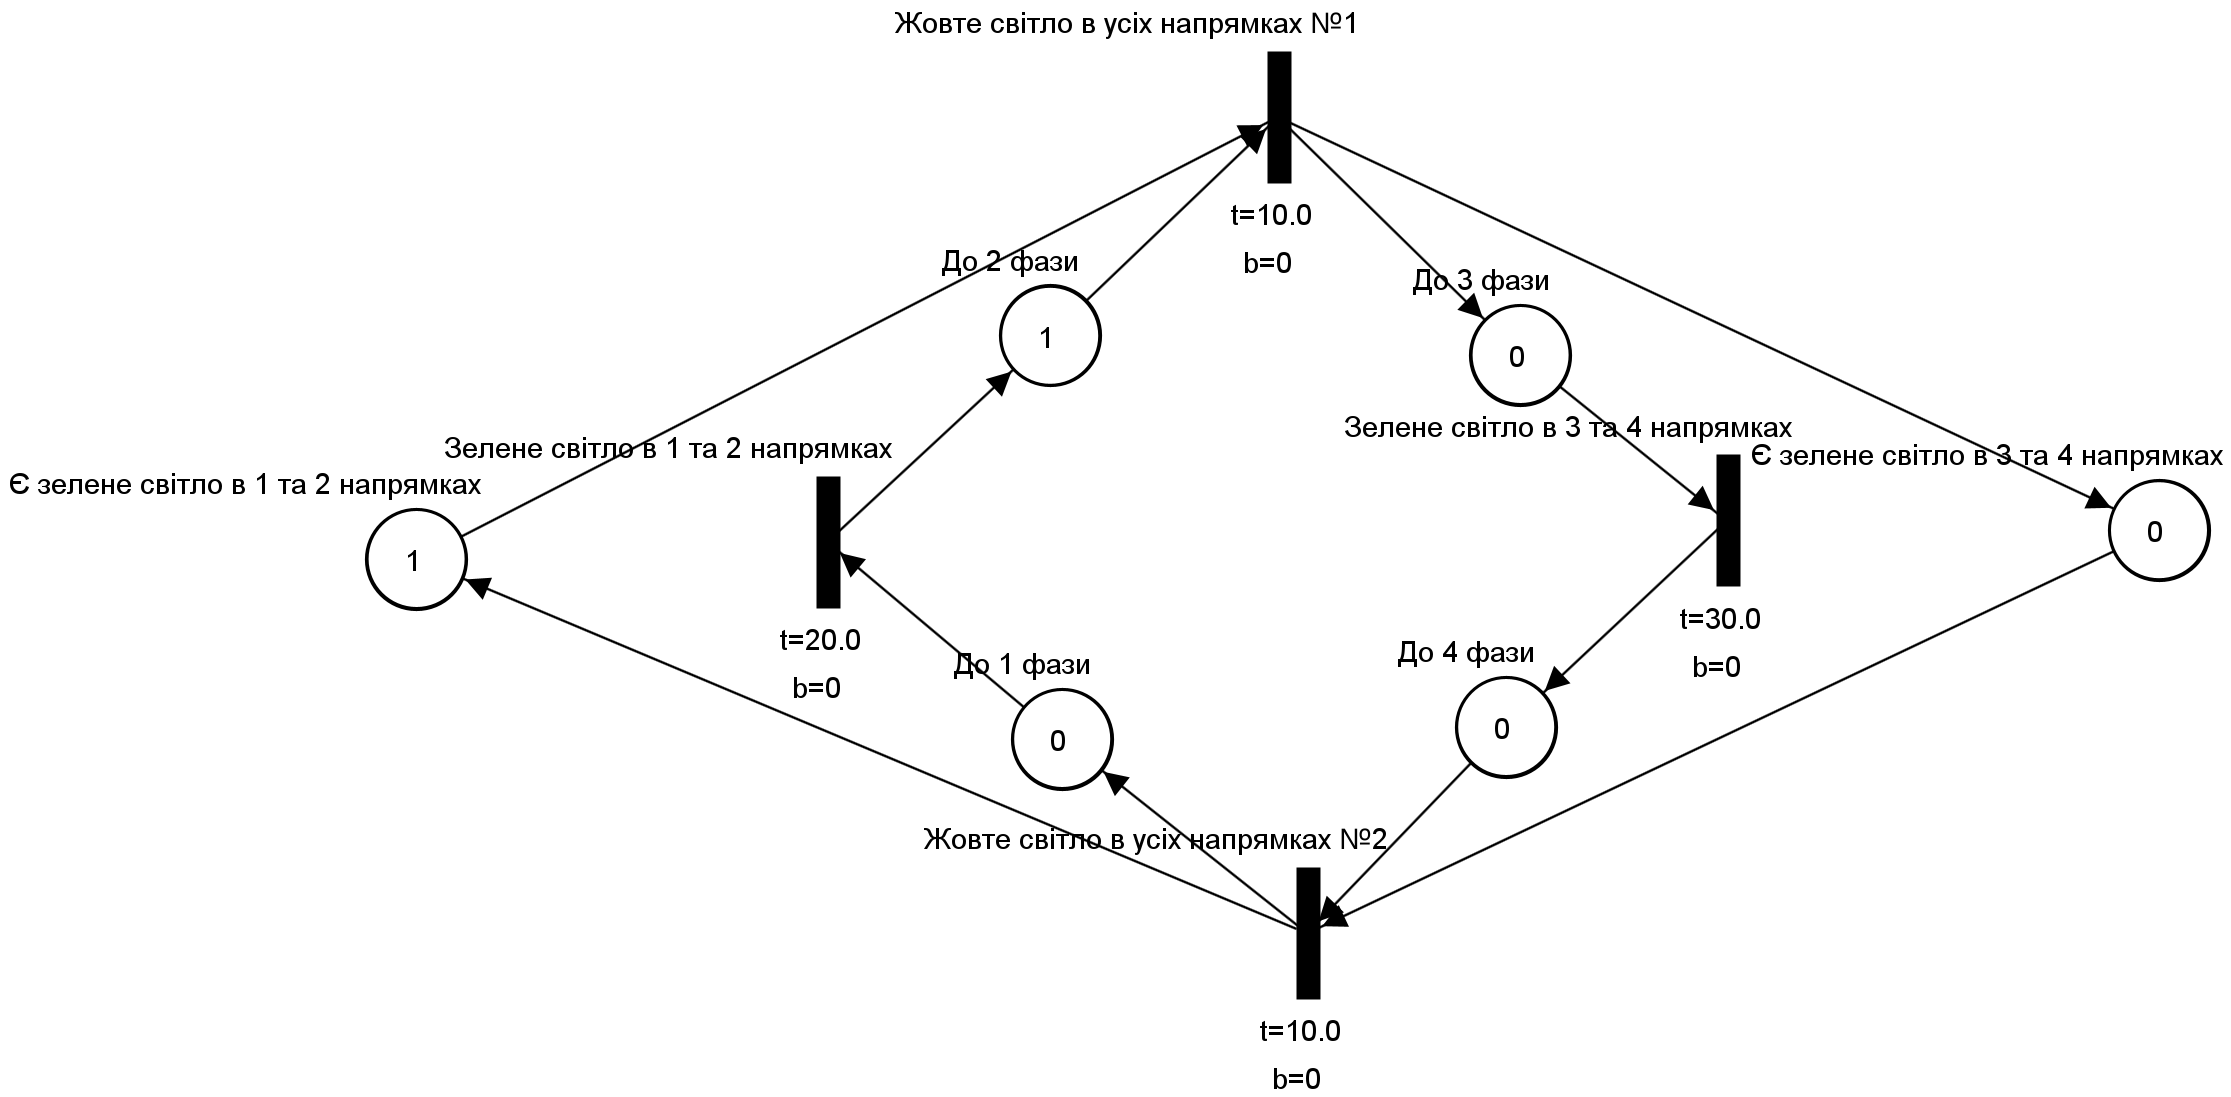 Жовте світло в усіх напрямках №1
t=10.0
b=0
До 2 фази
1
До 3 фази
0
Зелене світло в 3 та 4 напрямках
Зелене світло в 1 та 2 напрямках
Є зелене світло в 3 та 4 напрямках
Є зелене світло в 1 та 2 напрямках
0
1
t=30.0
b=0
t=20.0
b=0
До 4 фази
0
До 1 фази
0
Жовте світло в усіх напрямках №2
t=10.0
b=0